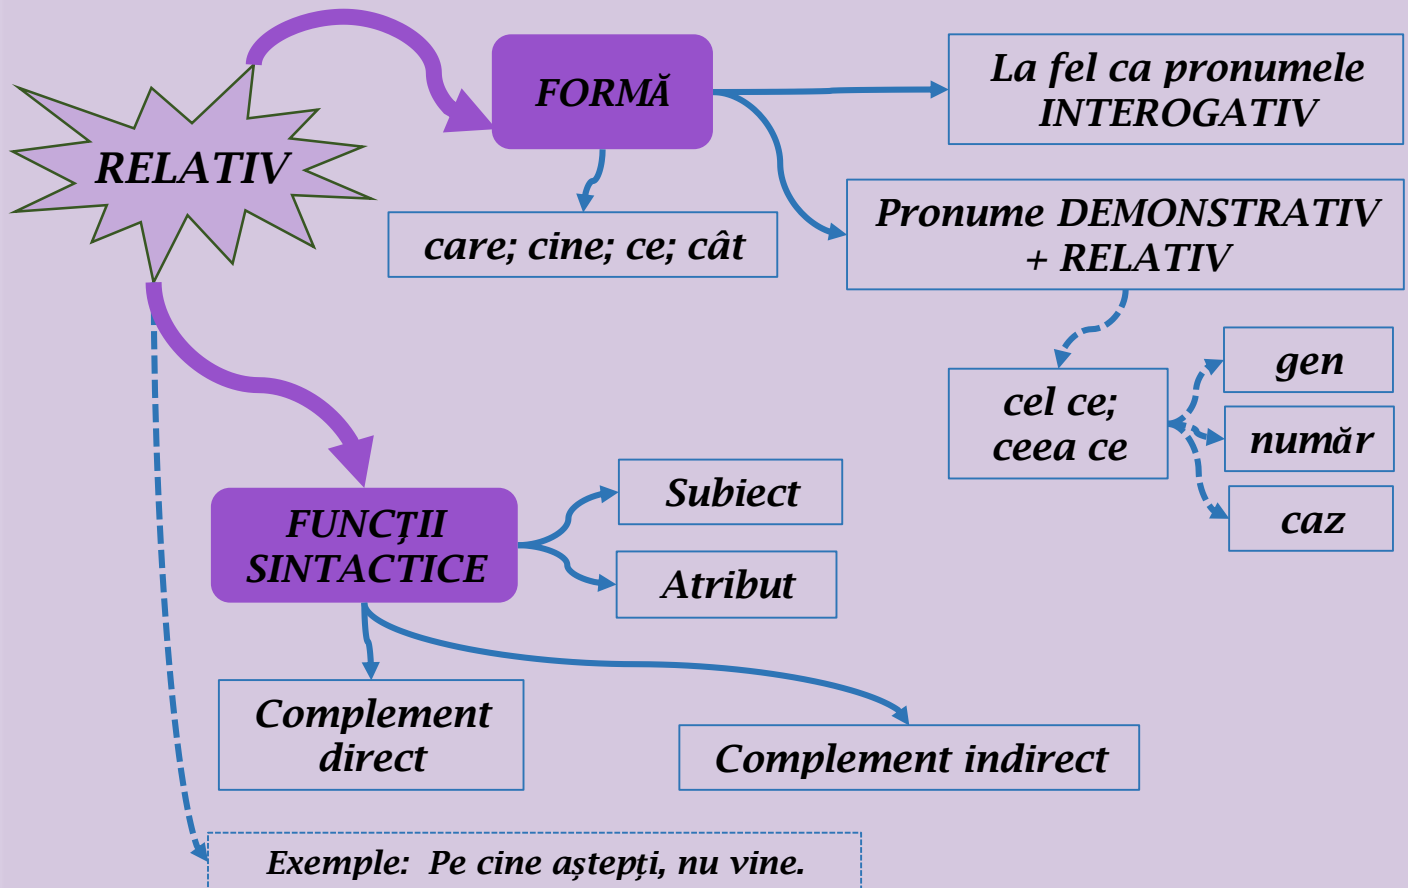 RELATIV
FORMĂ
La fel ca pronumele
INTEROGATIV
care; cine; ce; cât
Pronume DEMONSTRATIV
+ RELATIV
cel ce;
ceea ce
gen
număr
caz
FUNCȚII
SINTACTICE
Subiect
Atribut
Complement
direct
Complement indirect
Exemple:  Pe cine aștepți, nu vine.